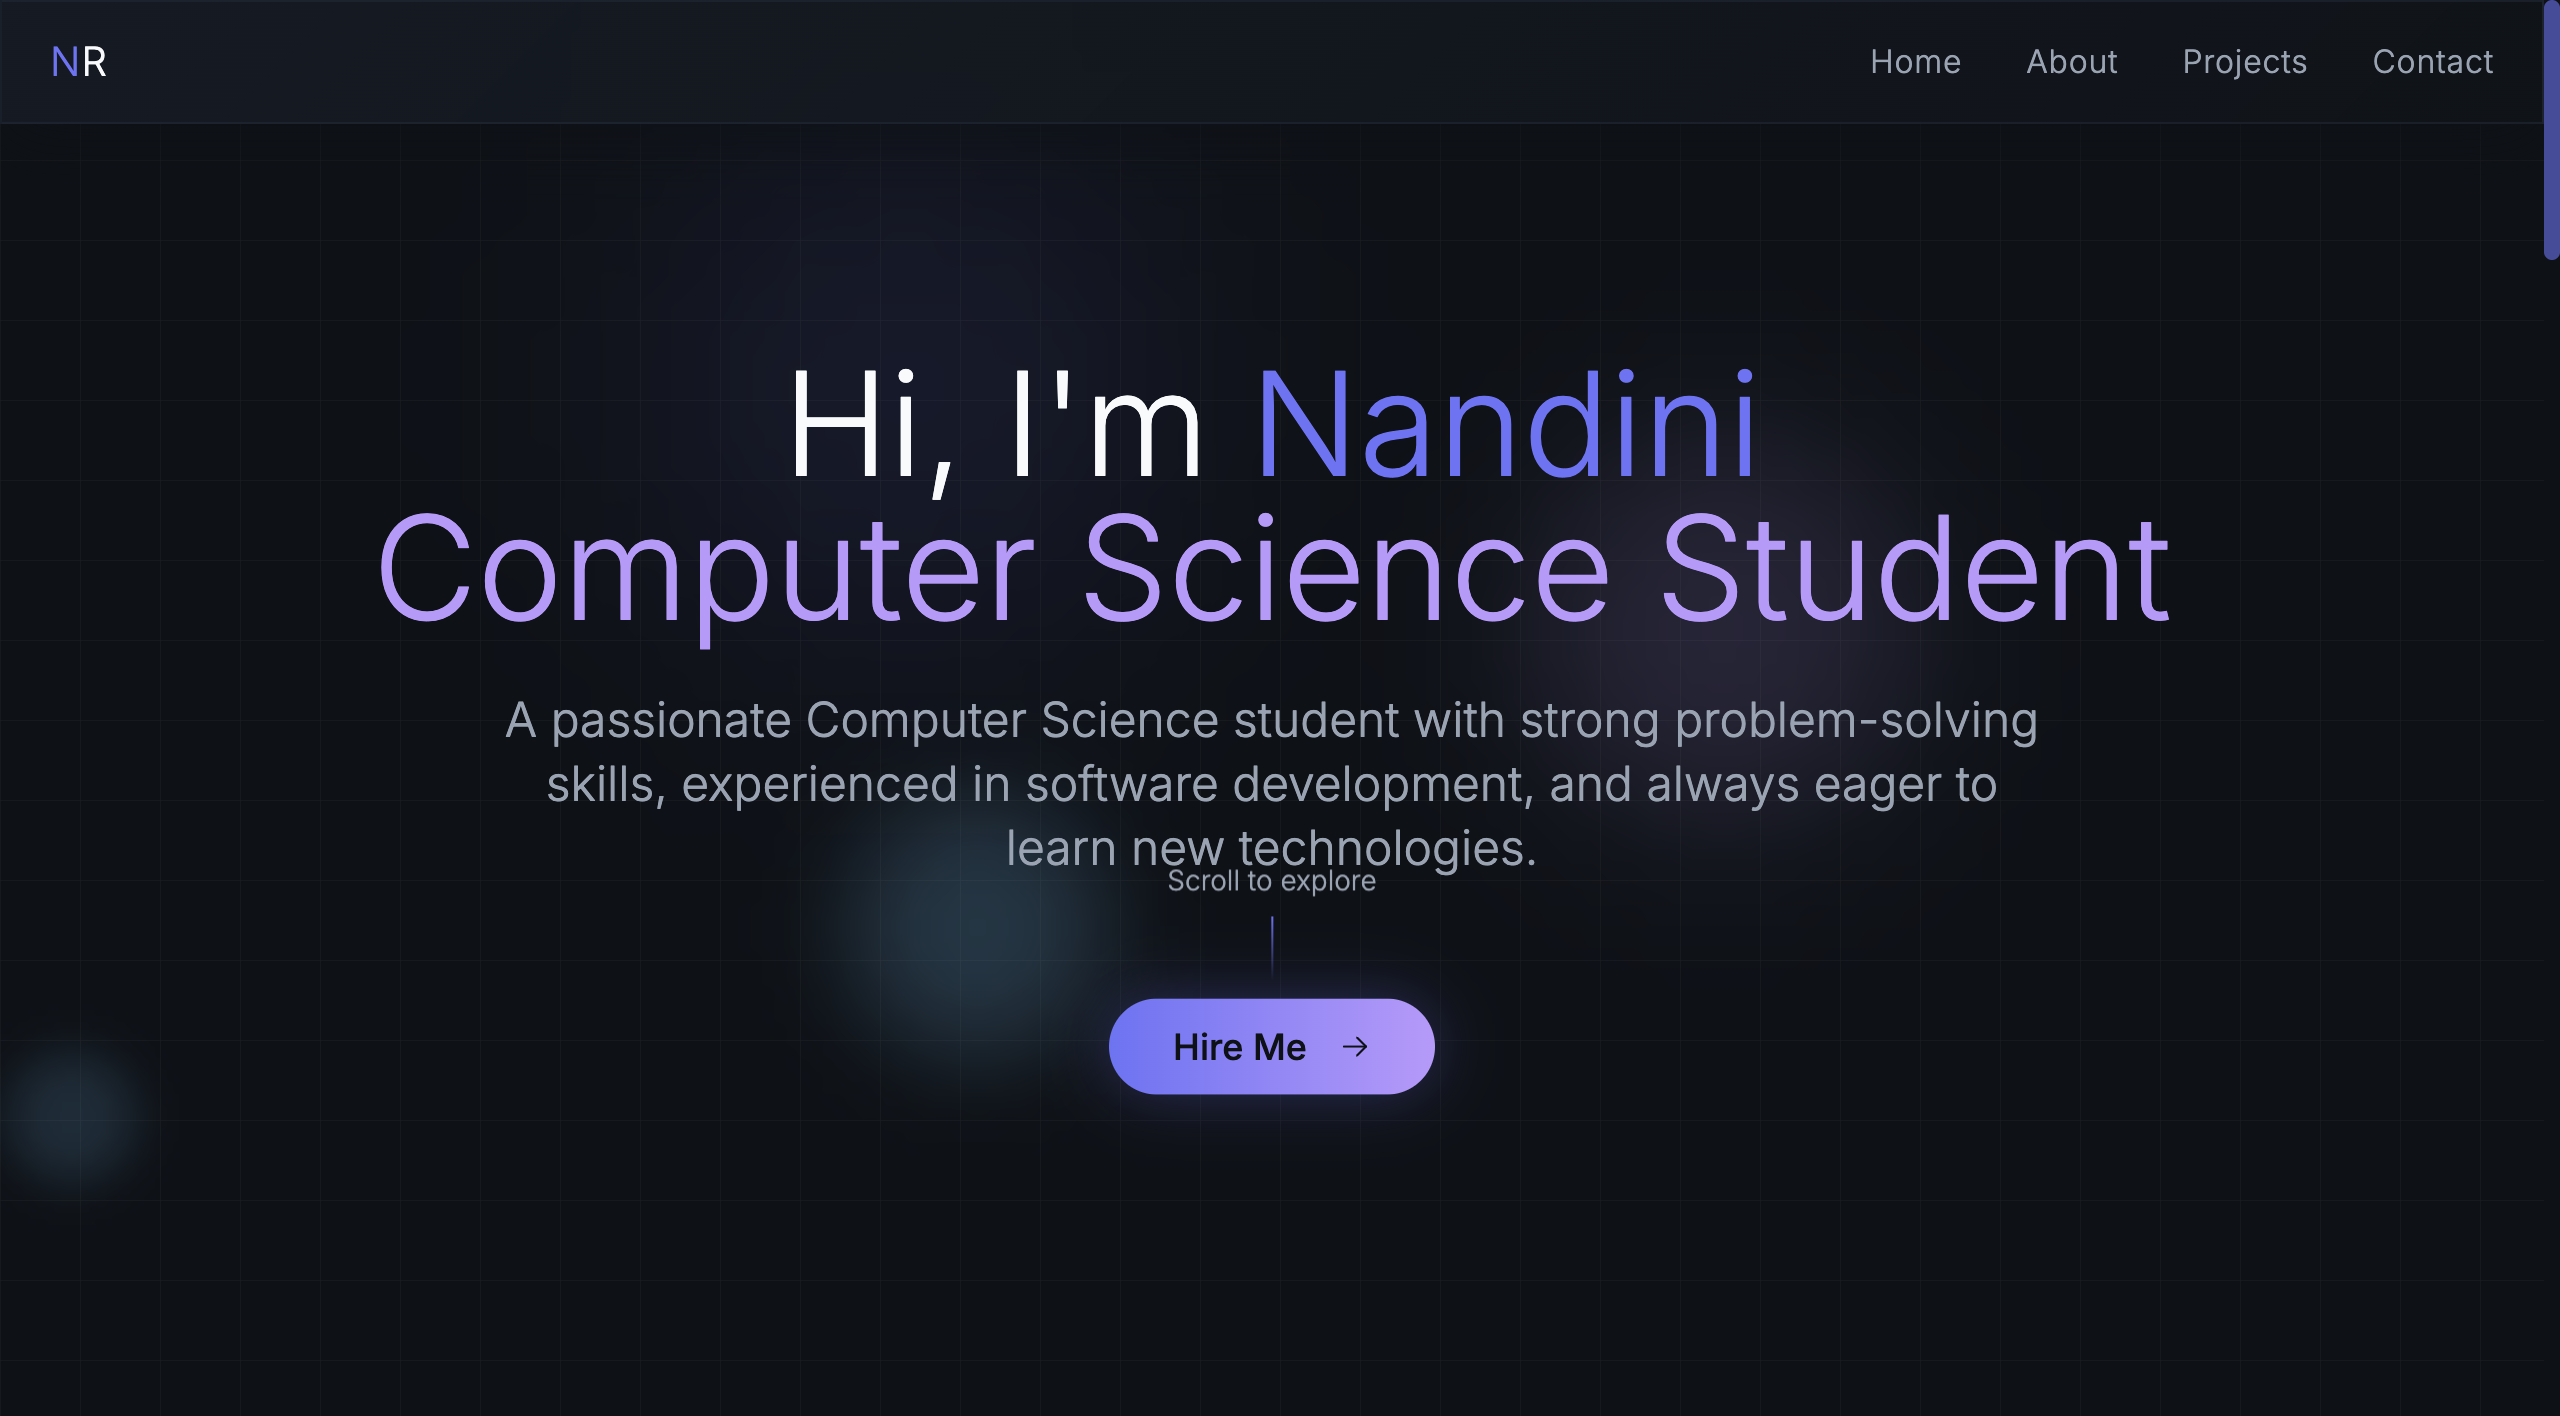 NR
Home About Projects Contact
Hi, I'm Nandini
Computer Science Student
A passionate Computer Science student with strong problem-solving
skills, experienced in software development, and always eager to
learn new technologies.
Scroll to explore
Hire Me →